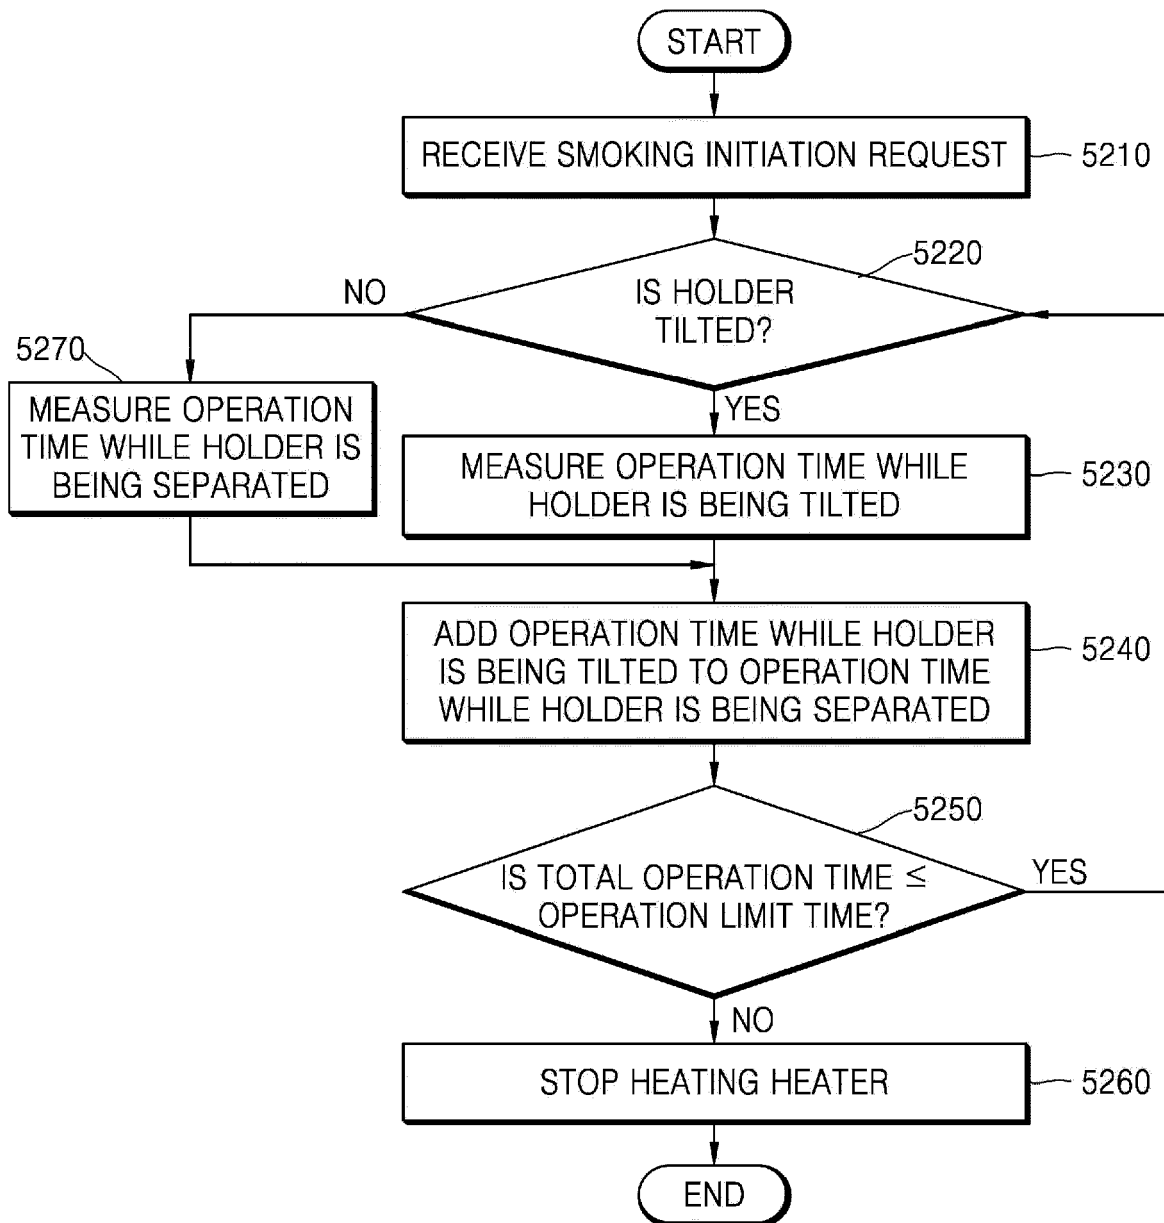 START
RECEIVE SMOKING INITIATION REQUEST
5210
5220
IS HOLDER
TILTED?
NO
YES
5270
MEASURE OPERATION
TIME WHILE HOLDER IS
BEING SEPARATED
MEASURE OPERATION TIME WHILE
HOLDER IS BEING TILTED
5230
ADD OPERATION TIME WHILE HOLDER
IS BEING TILTED TO OPERATION TIME
WHILE HOLDER IS BEING SEPARATED
5240
5250
IS TOTAL OPERATION TIME ≦
OPERATION LIMIT TIME?
YES
NO
STOP HEATING HEATER
5260
END